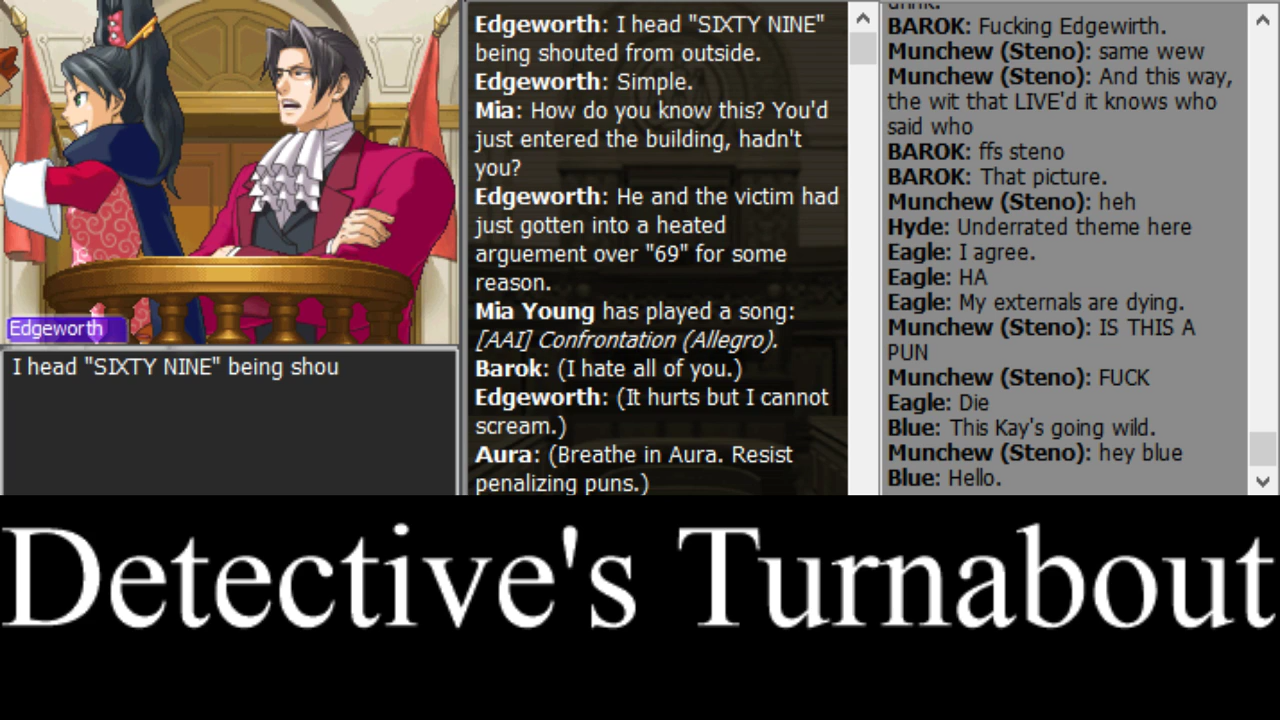 Edgeworth
I head "SIXTY NINE" being shou
Edgeworth: I head "SIXTY NINE"
being shouted from outside.
Edgeworth: Simple.
Mia: How do you know this? You'd
just entered the building, hadn't
you?
Edgeworth: He and the victim had
just gotten into a heated
arguement over "69" for some
reason.
Mia Young has played a song:
[AAI] Confrontation (Allegro).
Barok: (I hate all of you.)
Edgeworth: (It hurts but I cannot
scream.)
Aura: (Breathe in Aura. Resist
penalizing puns.)
BAROK: Fucking Edgewirth.
Munchew (Steno): same wew
Munchew (Steno): And this way,
the wit that LIVE'd it knows who
said who
BAROK: ffs steno
BAROK: That picture.
Munchew (Steno): heh
Hyde: Underrated theme here
Eagle: I agree.
Eagle: HA
Eagle: My externals are dying.
Munchew (Steno): IS THIS A
PUN
Munchew (Steno): FUCK
Eagle: Die
Blue: This Kay's going wild.
Munchew (Steno): hey blue
Blue: Hello.
Detective's Turnabout